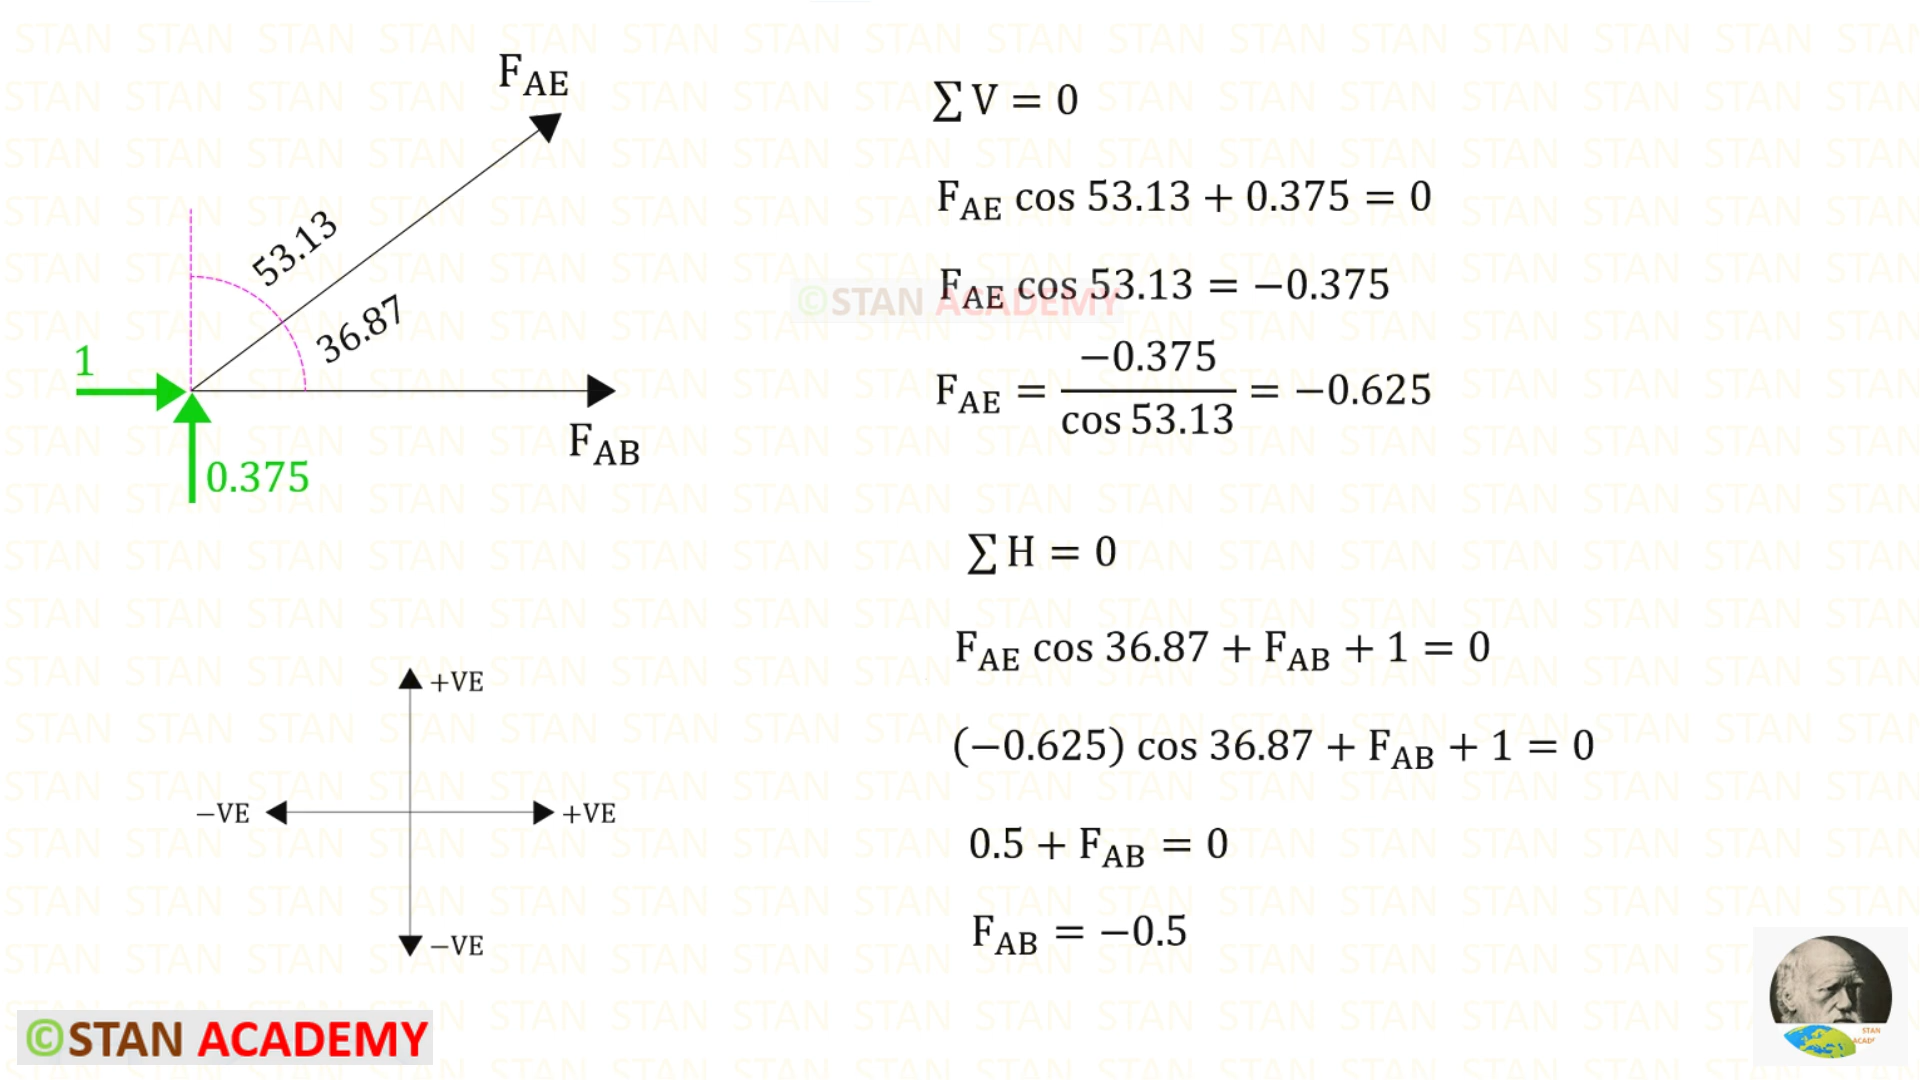 F_AE
53.13
36.87
1
F_AB
0.375
∑ V = 0
F_AE cos 53.13 + 0.375 = 0
F_AE cos 53.13 = −0.375
©STAN ACADEMY
F_AE = −0.375 / cos 53.13 = −0.625
∑ H = 0
F_AE cos 36.87 + F_AB + 1 = 0
(−0.625) cos 36.87 + F_AB + 1 = 0
0.5 + F_AB = 0
F_AB = −0.5
+VE
−VE
+VE
−VE
©STAN ACADEMY
STAN